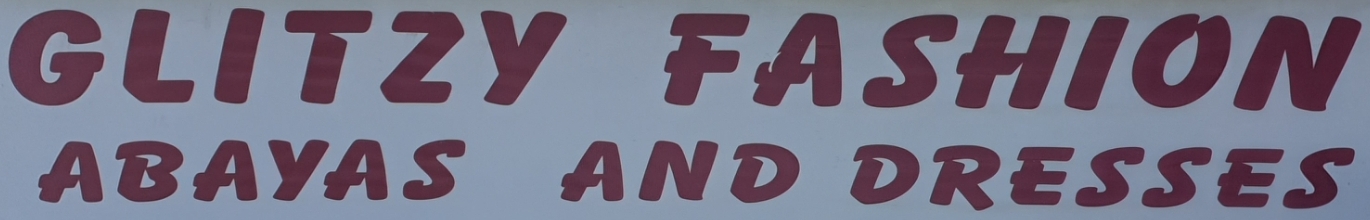 GLITZY FASHION
ABAYAS AND DRESSES